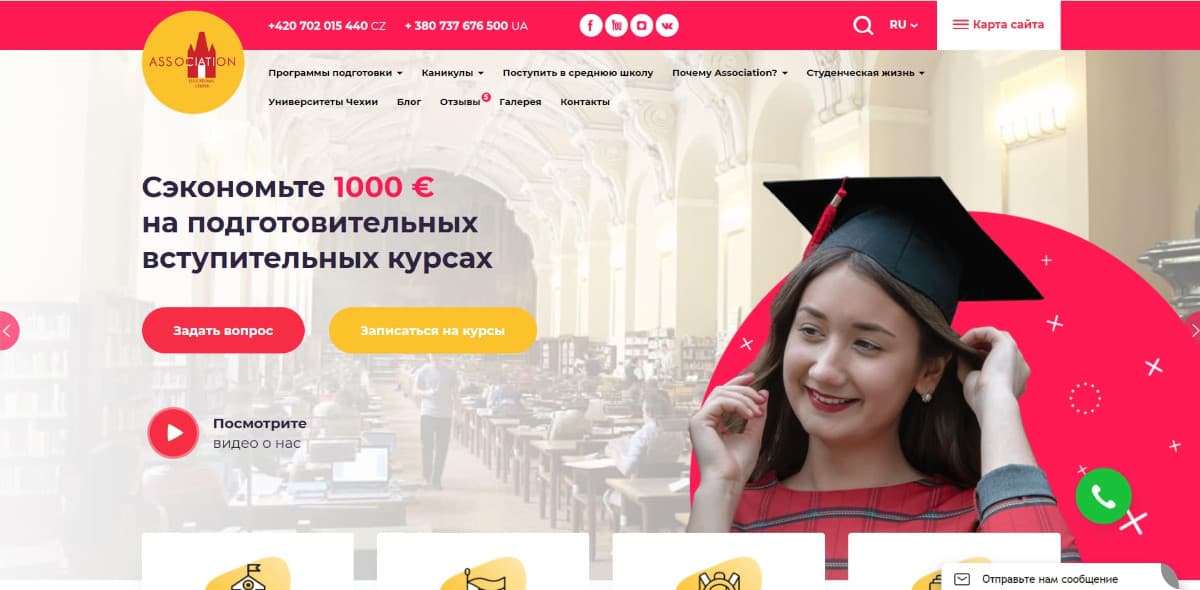 +420 702 015 440 CZ + 380 737 676 500 UA
RU
Карта сайта
ASSOCIATION
EDUCATIONAL
CENTER
Программы подготовки Каникулы Поступить в среднюю школу Почему Association? Студенческая жизнь
Университеты Чехии Блог Отзывы 5 Галерея Контакты
Сэкономьте 1000 €
на подготовительных
вступительных курсах
Задать вопрос Записаться на курсы
Посмотрите
видео о нас
Отправьте нам сообщение